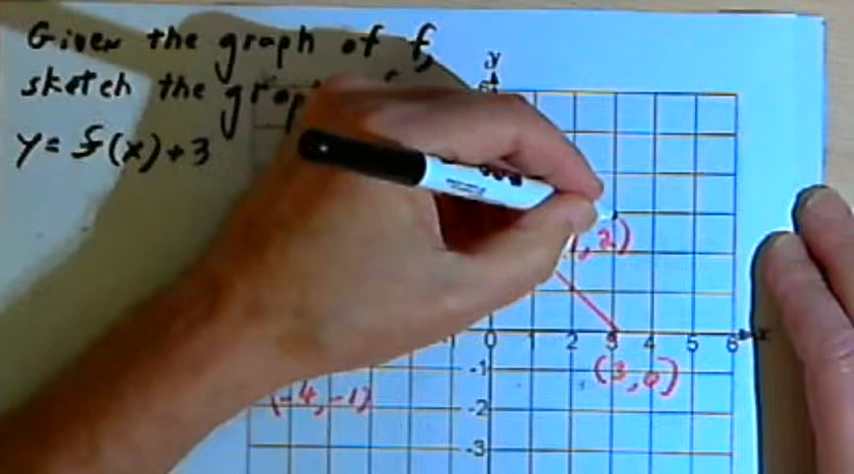 Given the graph of f,
sketch the
y = f(x) + 3
y
, 2)
-1 0 2 3 4 5 6 x
(3, 0)
-1
(-4, -1)
-2
-3